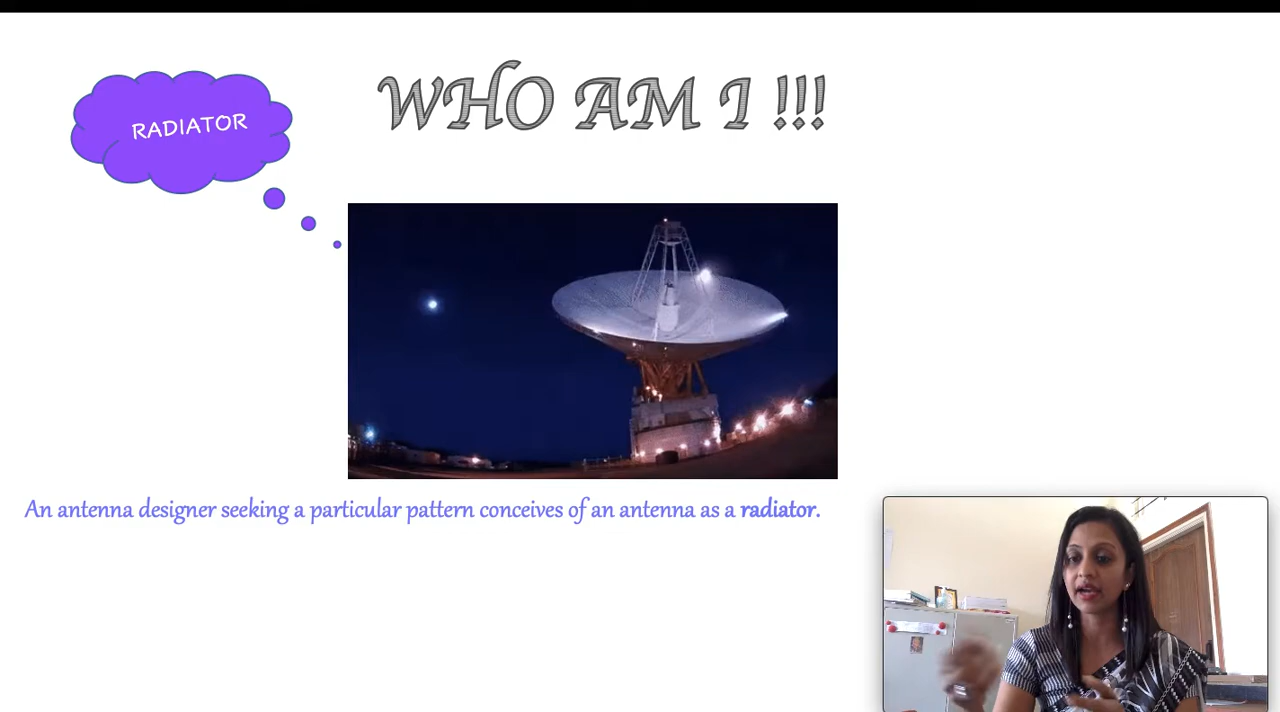 WHO AM I !!!
RADIATOR
An antenna designer seeking a particular pattern conceives of an antenna as a radiator.